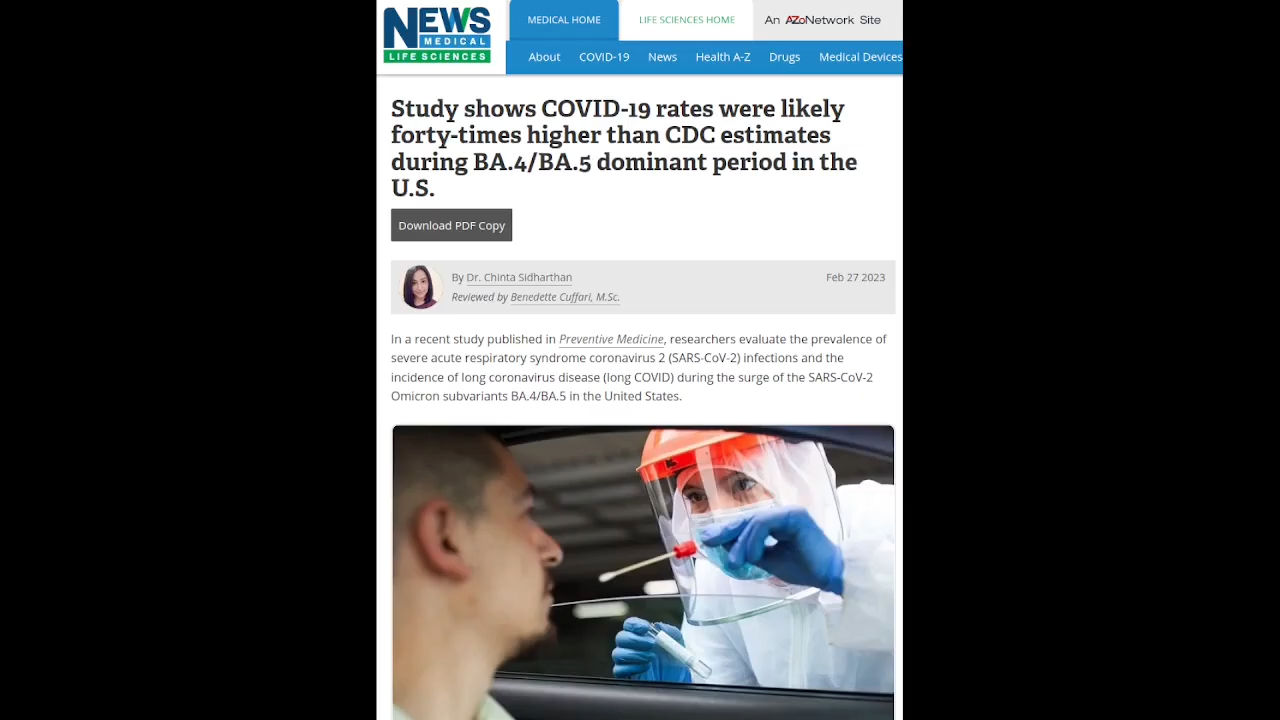 NEWS
MEDICAL
LIFE SCIENCES
MEDICAL HOME
LIFE SCIENCES HOME
An AZoNetwork Site
About COVID-19 News Health A-Z Drugs Medical Devices
Study shows COVID-19 rates were likely
forty-times higher than CDC estimates
during BA.4/BA.5 dominant period in the
U.S.
Download PDF Copy
By Dr. Chinta Sidharthan
Feb 27 2023
Reviewed by Benedette Cuffari, M.Sc.
In a recent study published in Preventive Medicine, researchers evaluate the prevalence of
severe acute respiratory syndrome coronavirus 2 (SARS-CoV-2) infections and the
incidence of long coronavirus disease (long COVID) during the surge of the SARS-CoV-2
Omicron subvariants BA.4/BA.5 in the United States.